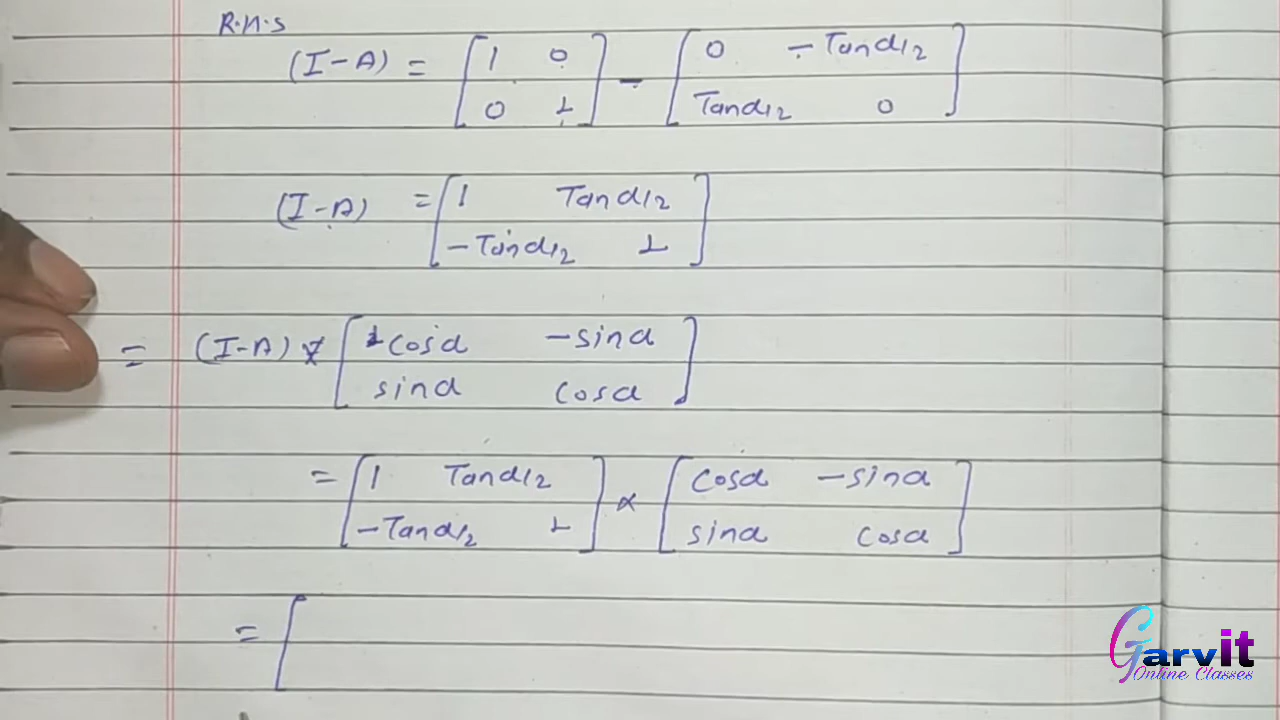 R.H.S
(I-A) = [1 0 0 1] - [0 -Tanα/2 Tanα/2 0]
(I-A) = [1 Tanα/2 -Tanα/2 1]
= (I-A) × [cosα -sinα sinα cosα]
= [1 Tanα/2 -Tanα/2 1] × [cosα -sinα sinα cosα]
= [
Garvit
Online Classes